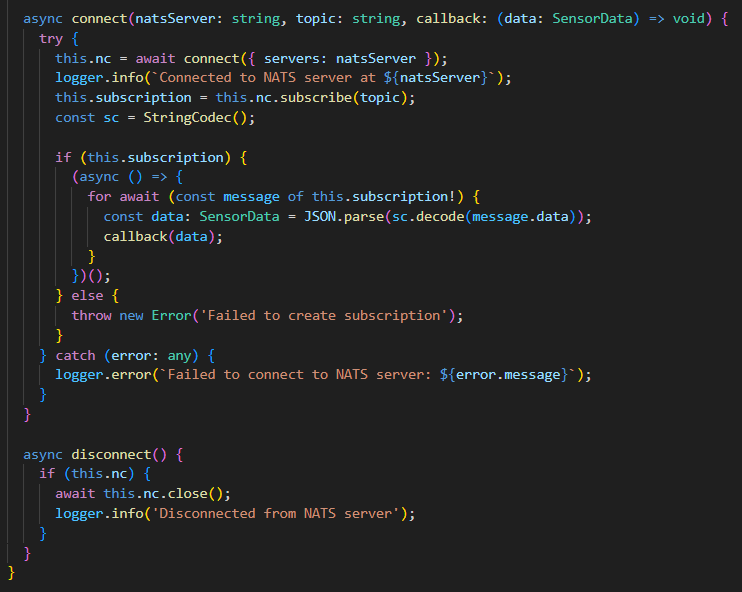 async connect(natsServer: string, topic: string, callback: (data: SensorData) => void) {
try {
this.nc = await connect({ servers: natsServer });
logger.info(`Connected to NATS server at ${natsServer}`);
this.subscription = this.nc.subscribe(topic);
const sc = StringCodec();
if (this.subscription) {
(async () => {
for await (const message of this.subscription!) {
const data: SensorData = JSON.parse(sc.decode(message.data));
callback(data);
}
})();
} else {
throw new Error('Failed to create subscription');
}
} catch (error: any) {
logger.error(`Failed to connect to NATS server: ${error.message}`);
}
}
async disconnect() {
if (this.nc) {
await this.nc.close();
logger.info('Disconnected from NATS server');
}
}
}